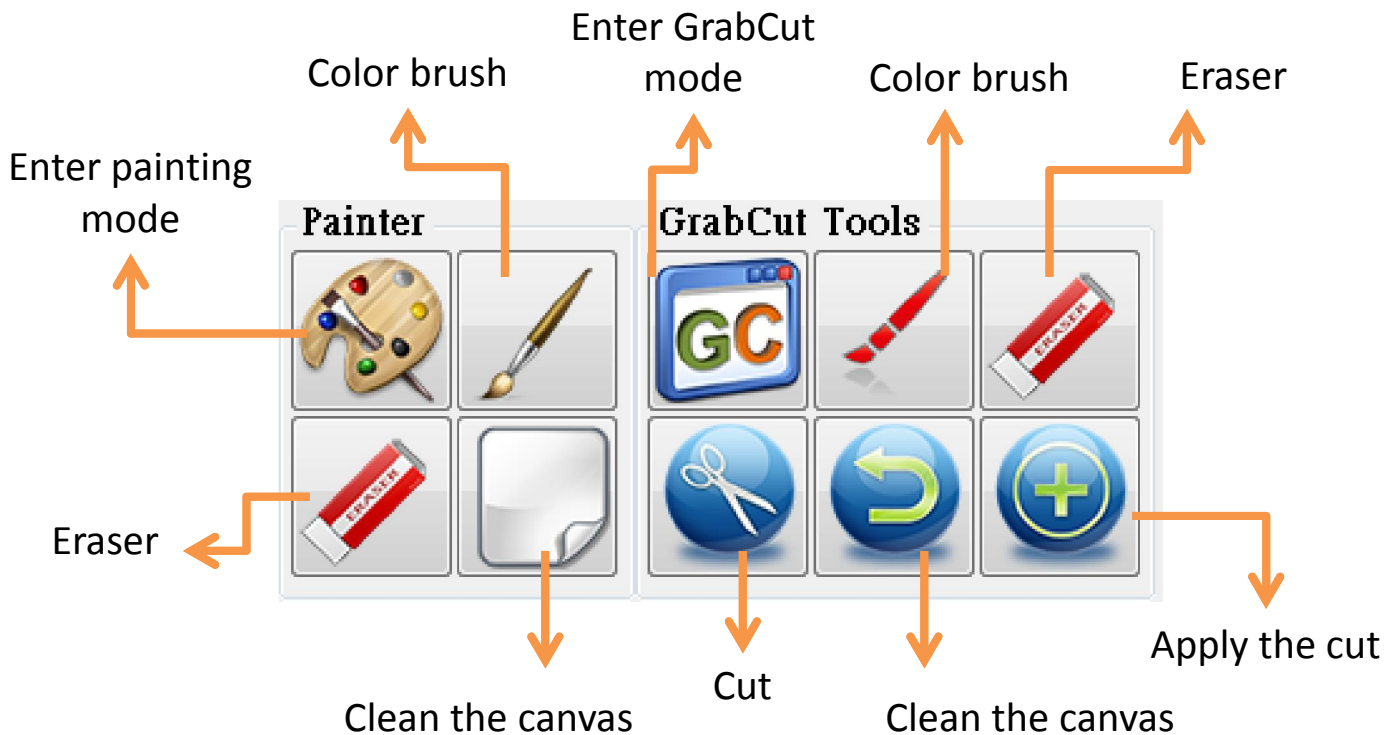 Enter GrabCut
mode
Color brush
Color brush
Eraser
Enter painting
mode
Painter
GrabCut Tools
GC
ERASER
ERASER
Eraser
Apply the cut
Cut
Clean the canvas
Clean the canvas